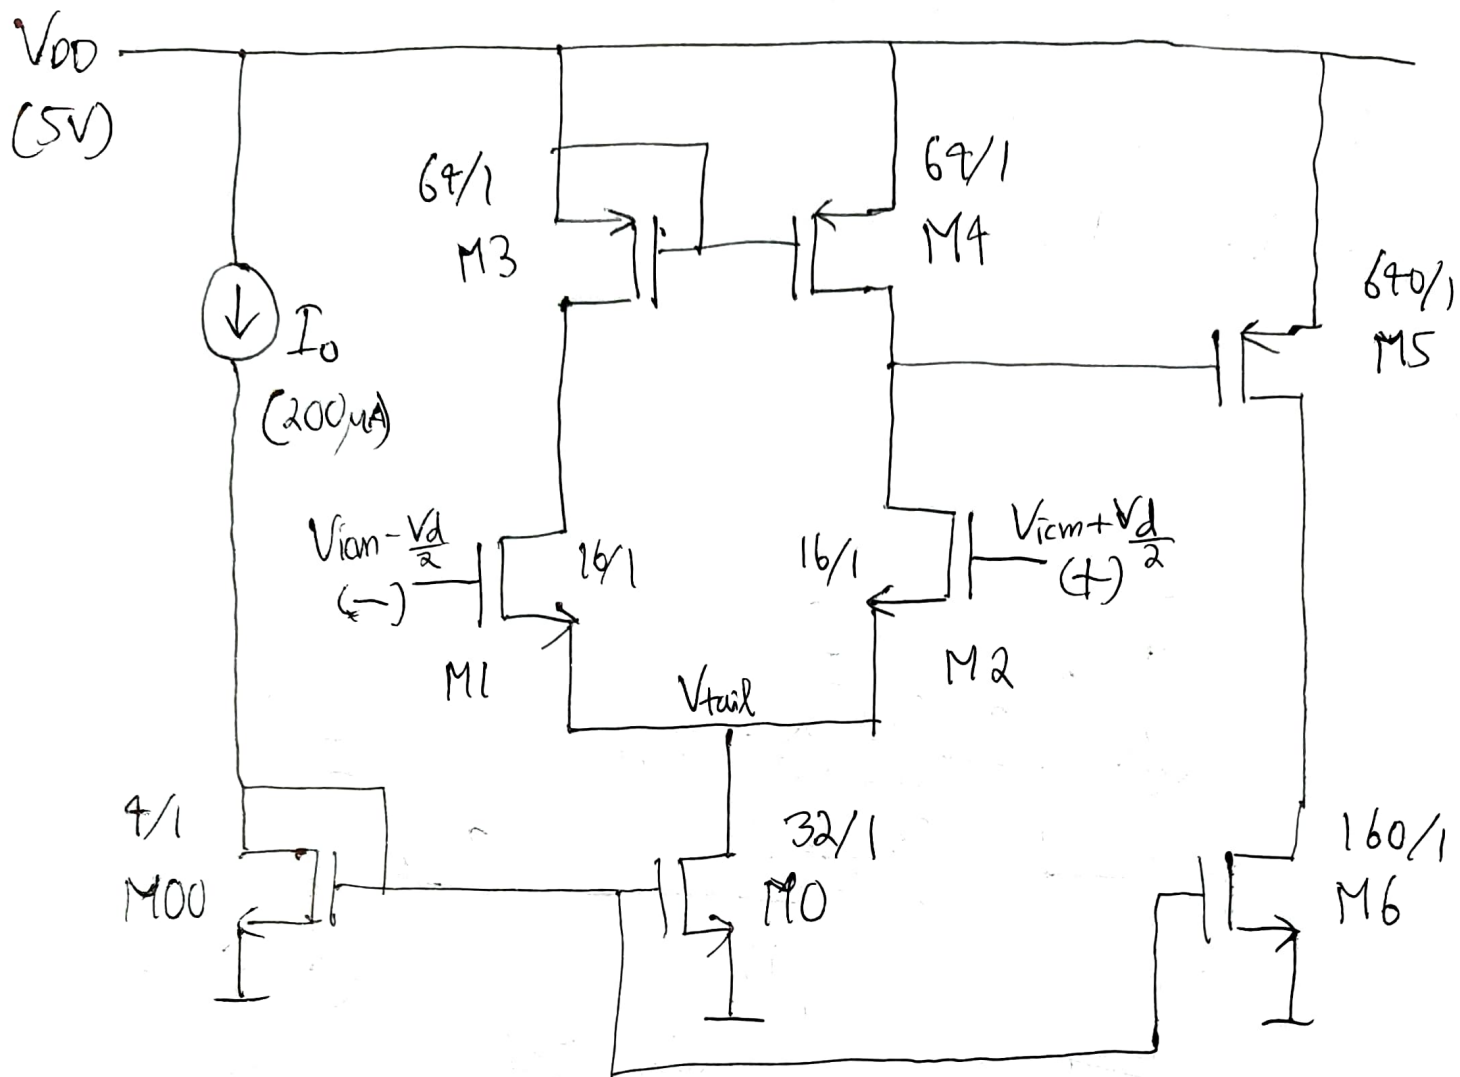 VDD
(5V)
64/1
M3
64/1
M4
640/1
M5
I0
(200μA)
Vicm-Vd/2
(-)
16/1
M1
16/1
Vicm+Vd/2
(+)
M2
Vtail
4/1
M00
32/1
M0
160/1
M6